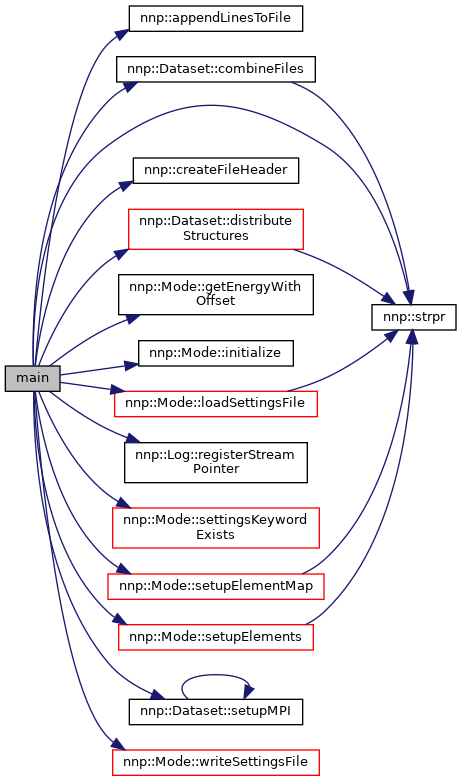 nnp::appendLinesToFile
nnp::Dataset::combineFiles
nnp::createFileHeader
nnp::Dataset::distribute
Structures
nnp::Mode::getEnergyWith
Offset
nnp::strpr
nnp::Mode::initialize
main
nnp::Mode::loadSettingsFile
nnp::Log::registerStream
Pointer
nnp::Mode::settingsKeyword
Exists
nnp::Mode::setupElementMap
nnp::Mode::setupElements
nnp::Dataset::setupMPI
nnp::Mode::writeSettingsFile